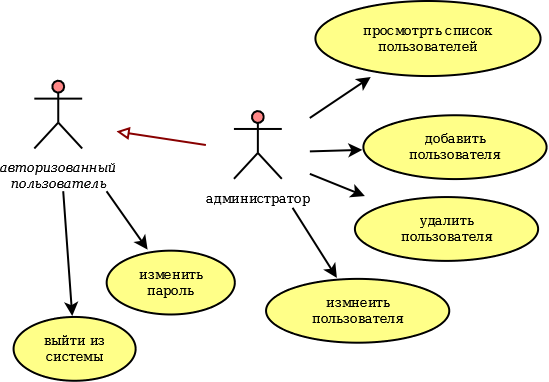 просмотрть список
пользователей
добавить
пользователя
авторизованный
пользователь
администратор
удалить
пользователя
изменить
пароль
измнеить
пользователя
выйти из
системы